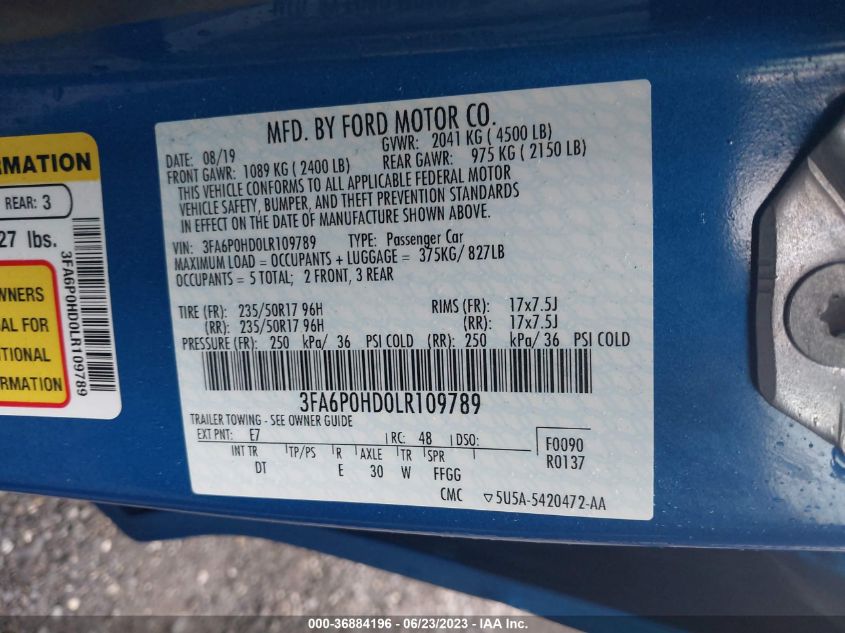 MFD. BY FORD MOTOR CO.
DATE: 08/19 GVWR: 2041 KG ( 4500 LB)
FRONT GAWR: 1089 KG ( 2400 LB) REAR GAWR: 975 KG ( 2150 LB)
THIS VEHICLE CONFORMS TO ALL APPLICABLE FEDERAL MOTOR
VEHICLE SAFETY, BUMPER, AND THEFT PREVENTION STANDARDS
IN EFFECT ON THE DATE OF MANUFACTURE SHOWN ABOVE.
VIN: 3FA6P0HD0LR109789 TYPE: Passenger Car
MAXIMUM LOAD = OCCUPANTS + LUGGAGE = 375KG/ 827LB
OCCUPANTS = 5 TOTAL; 2 FRONT, 3 REAR
TIRE (FR): 235/50R17 96H RIMS (FR): 17x7.5J
(RR): 235/50R17 96H (RR): 17x7.5J
PRESSURE (FR): 250 kPa/ 36 PSI COLD (RR): 250 kPa/ 36 PSI COLD
3FA6P0HD0LR109789
TRAILER TOWING - SEE OWNER GUIDE
EXT PNT: E7 RC: 48 DSO: F0090
R0137
INT TR TP/PS R AXLE TR SPR
DT E 30 W FFGG
CMC ▽5U5A-5420472-AA
RMATION
REAR: 3
27 lbs.
WNERS
AL FOR
TIONAL
RMATION
3FA6P0HD0LR109789
000-36884196 - 06/23/2023 - IAA Inc.